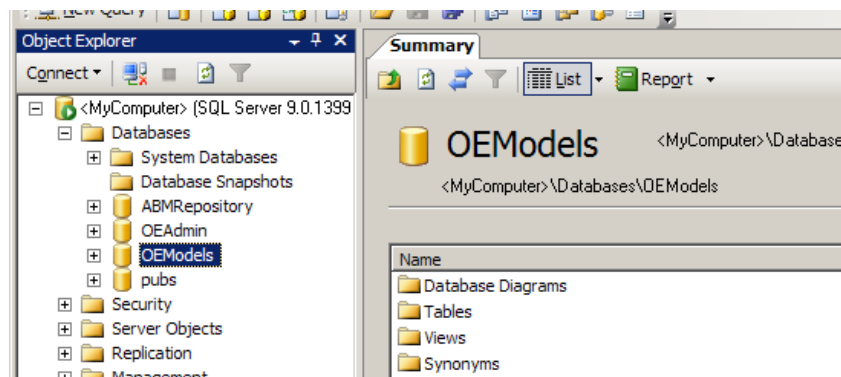 New Query
Object Explorer
Connect
<MyComputer> (SQL Server 9.0.1399
Databases
System Databases
Database Snapshots
ABMRepository
OEAdmin
OEModels
pubs
Security
Server Objects
Replication
Management
Summary
List
Report
OEModels
<MyComputer>\Database
<MyComputer>\Databases\OEModels
Name
Database Diagrams
Tables
Views
Synonyms